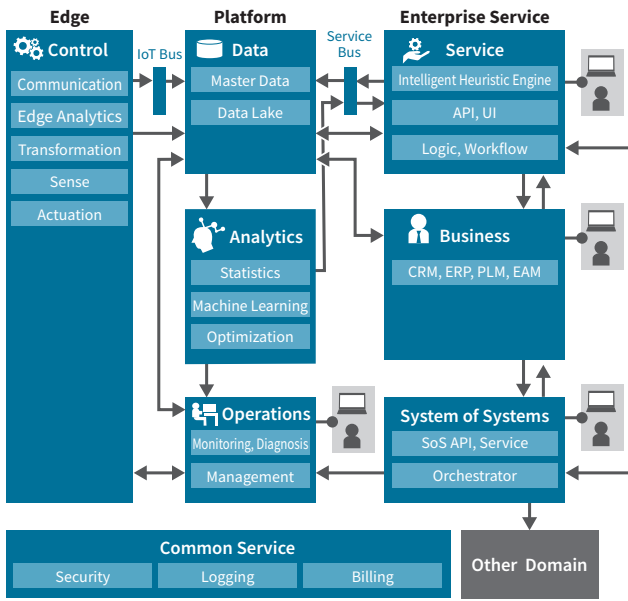 Edge
Platform
Enterprise Service
Control
Communication
Edge Analytics
Transformation
Sense
Actuation
IoT Bus
Data
Master Data
Data Lake
Service
Bus
Service
Intelligent Heuristic Engine
API, UI
Logic, Workflow
Analytics
Statistics
Machine Learning
Optimization
Business
CRM, ERP, PLM, EAM
Operations
Monitoring, Diagnosis
Management
System of Systems
SoS API, Service
Orchestrator
Common Service
Security
Logging
Billing
Other Domain